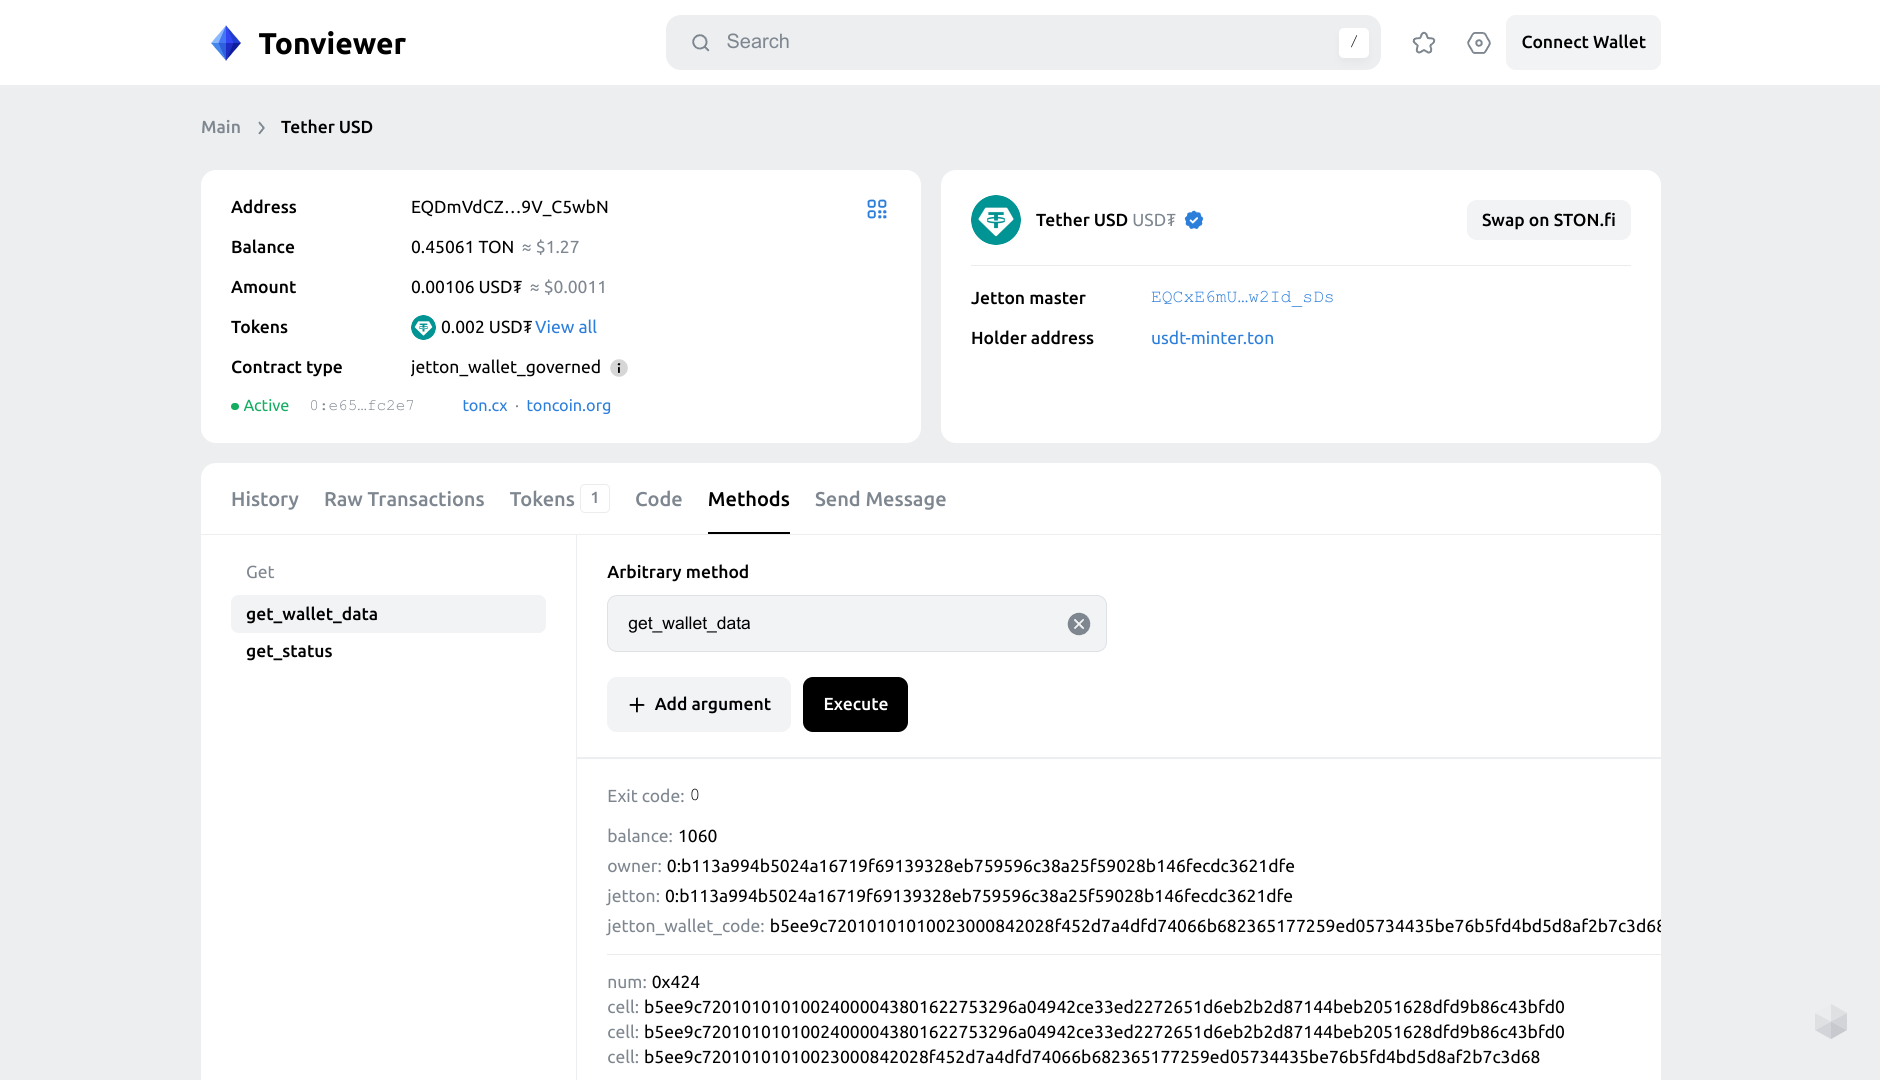 Tonviewer
Search
/
Connect Wallet
Main > Tether USD
Address EQDmVdCZ...9V_C5wbN
Balance 0.45061 TON ≈ $1.27
Amount 0.00106 USD₮ ≈ $0.0011
Tokens 0.002 USD₮ View all
Contract type jetton_wallet_governed i
Active 0:e65…fc2e7 ton.cx · toncoin.org
Tether USD USD₮
Swap on STON.fi
Jetton master EQCxE6mU…w2Id_sDs
Holder address usdt-minter.ton
History Raw Transactions Tokens 1 Code Methods Send Message
Get
get_wallet_data
get_status
Arbitrary method
get_wallet_data
+ Add argument
Execute
Exit code: 0
balance: 1060
owner: 0:b113a994b5024a16719f69139328eb759596c38a25f59028b146fecdc3621dfe
jetton: 0:b113a994b5024a16719f69139328eb759596c38a25f59028b146fecdc3621dfe
jetton_wallet_code: b5ee9c72010101010023000842028f452d7a4dfd74066b682365177259ed05734435be76b5fd4bd5d8af2b7c3d68
num: 0x424
cell: b5ee9c7201010101002400004380162275329​6a04942ce33ed2272651d6eb2b2d87144beb2051628dfd9b86c43bfd0
cell: b5ee9c72010101010024000043801622753296a04942ce33ed2272651d6eb2b2d87144beb2051628dfd9b86c43bfd0
cell: b5ee9c72010101010023000842028f452d7a4dfd74066b682365177259ed05734435be76b5fd4bd5d8af2b7c3d68